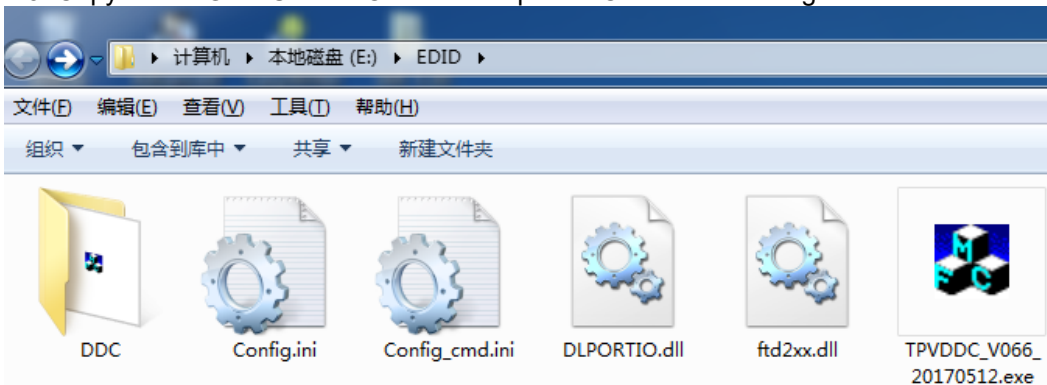 计算机 ▸ 本地磁盘 (E:) ▸ EDID ▸
文件(F) 编辑(E) 查看(V) 工具(T) 帮助(H)
组织 ▼ 包含到库中 ▼ 共享 ▼ 新建文件夹
MFC
DDC Config.ini Config_cmd.ini DLPORTIO.dll ftd2xx.dll TPVDDC_V066_
20170512.exe